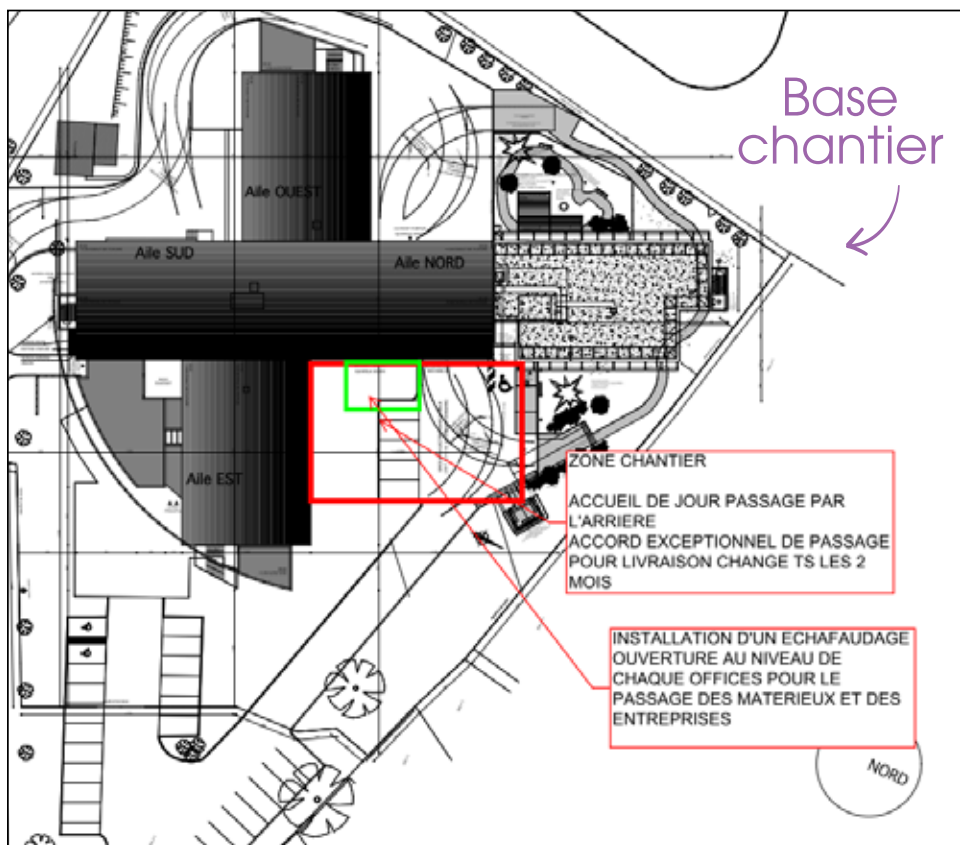 Base
chantier
Aile OUEST
Aile SUD
Aile NORD
Aile EST
ZONE CHANTIER
ACCUEIL DE JOUR PASSAGE PAR
L'ARRIERE
ACCORD EXCEPTIONNEL DE PASSAGE
POUR LIVRAISON CHANGE TS LES 2
MOIS
INSTALLATION D'UN ECHAFAUDAGE
OUVERTURE AU NIVEAU DE
CHAQUE OFFICES POUR LE
PASSAGE DES MATERIEUX ET DES
ENTREPRISES
NORD